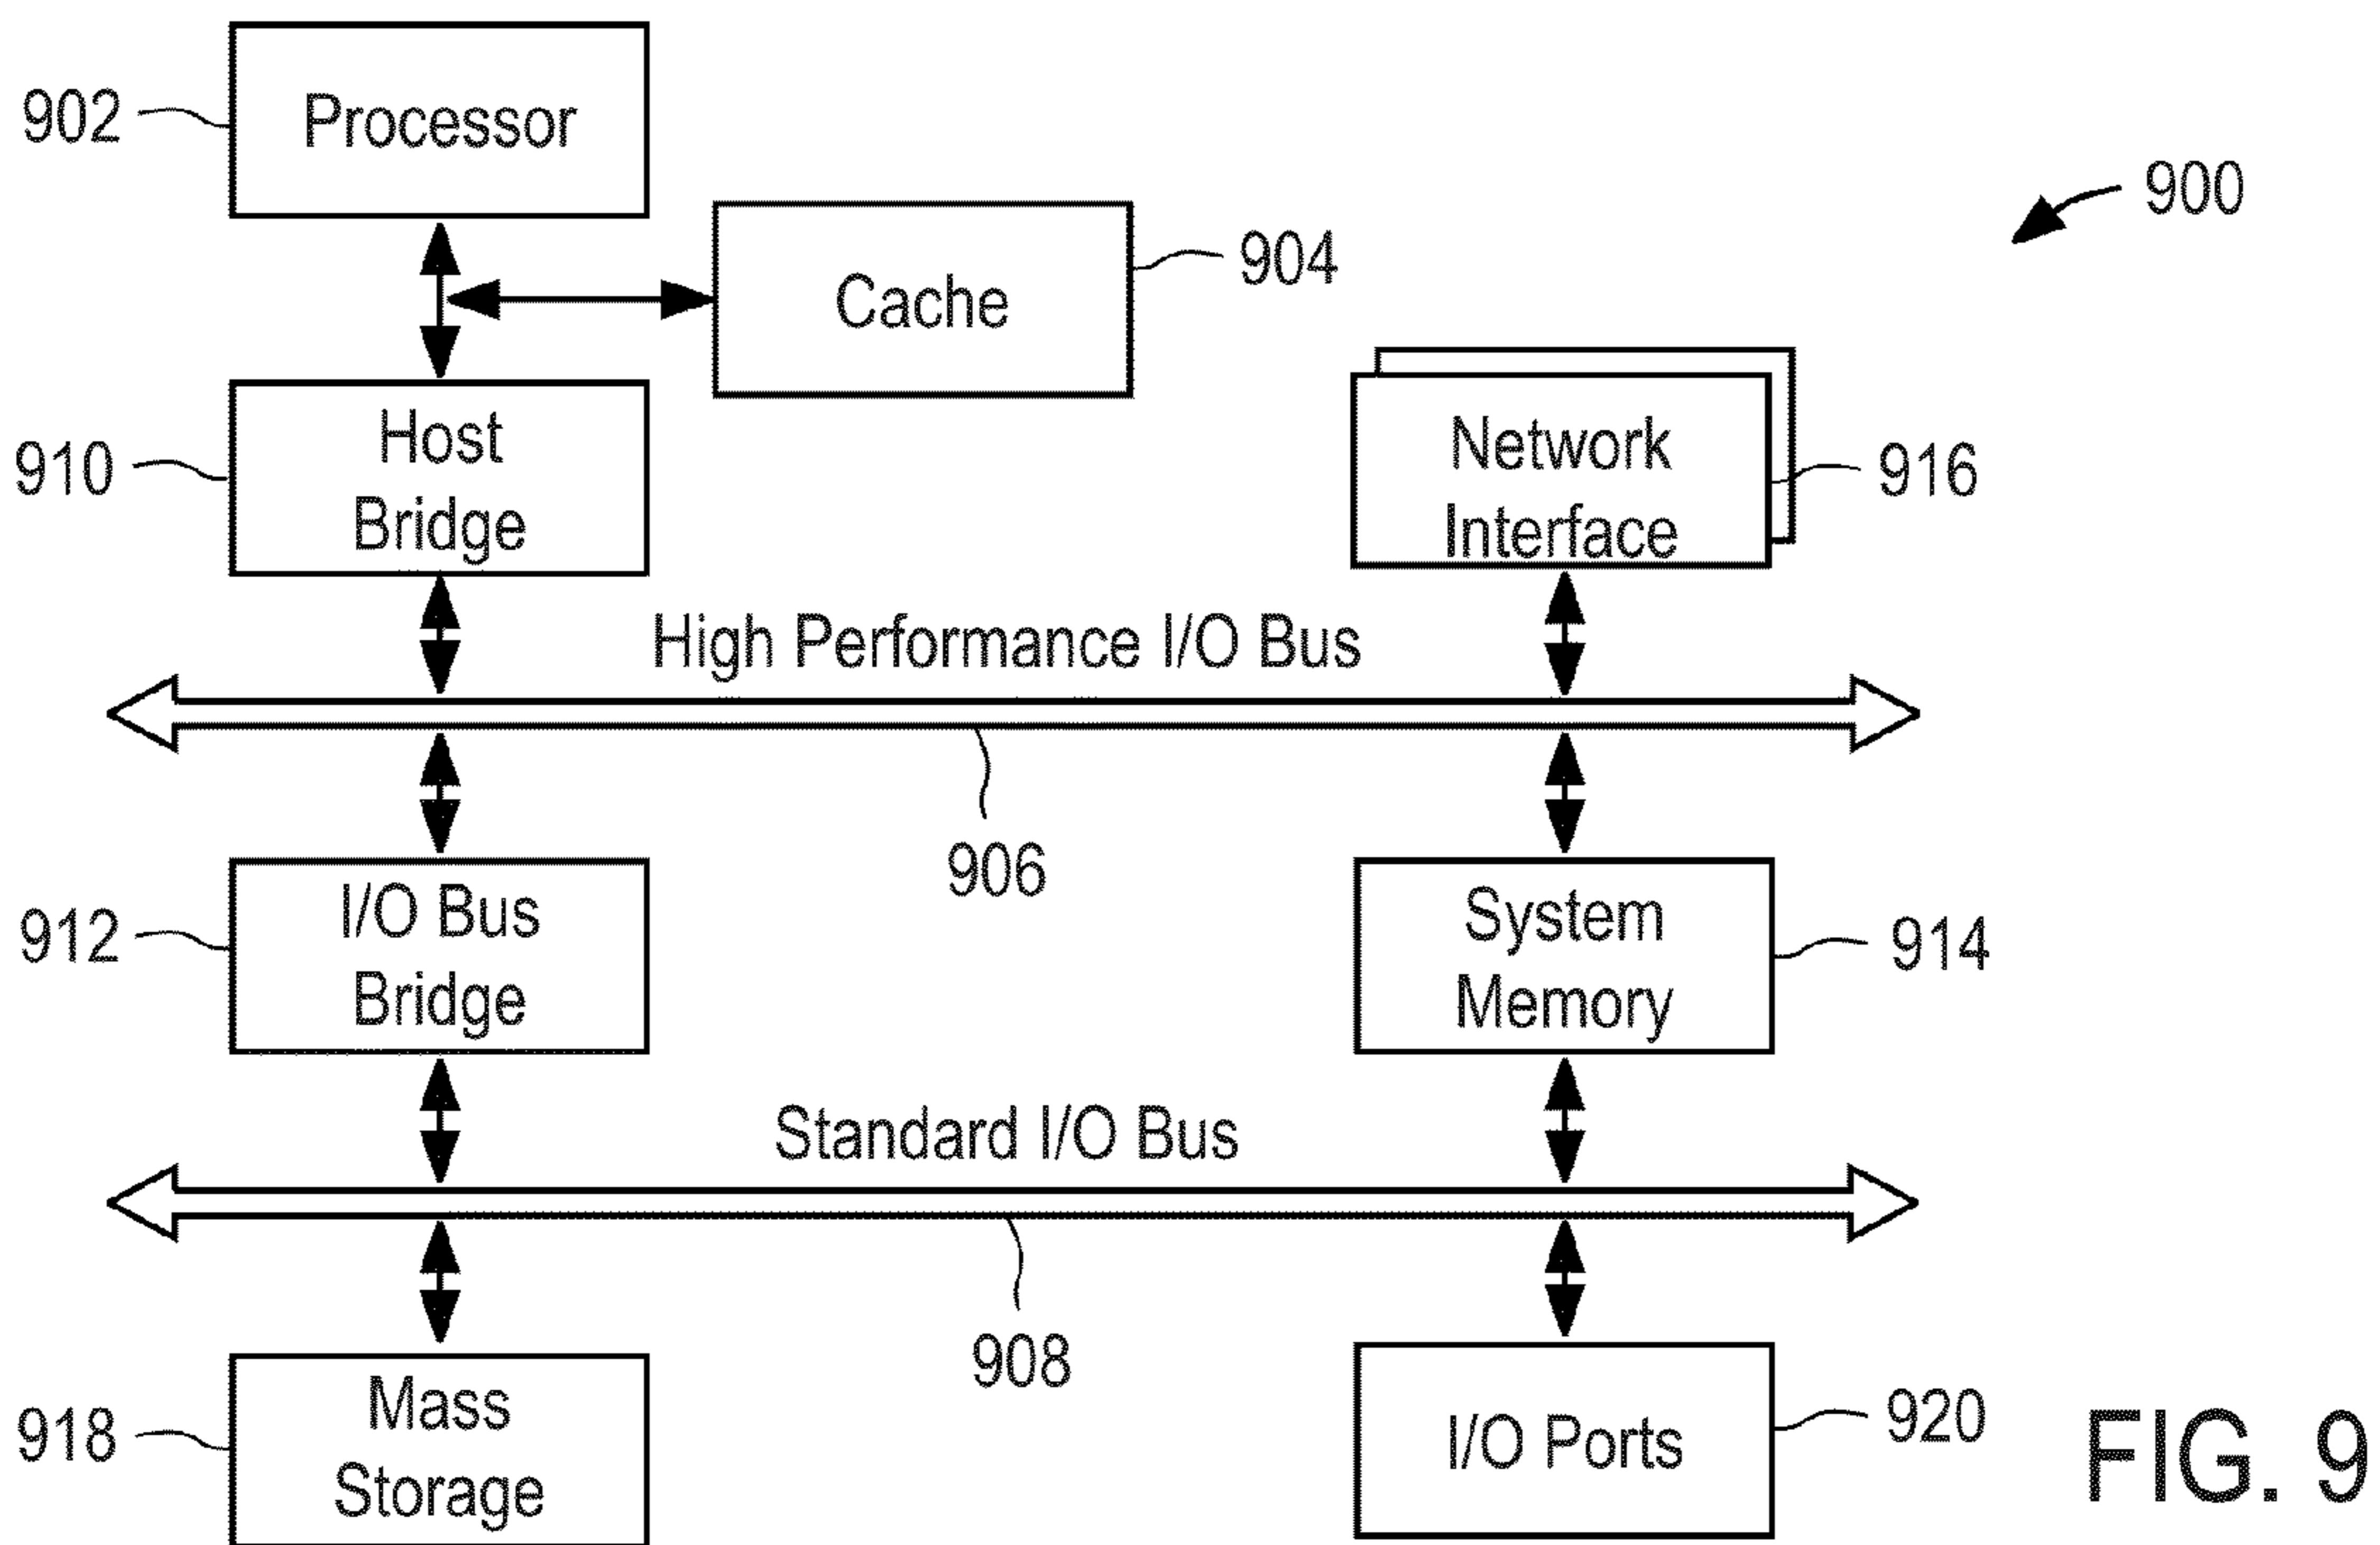 902
Processor
900
904
Cache
910
Host
Bridge
Network
Interface
916
High Performance I/O Bus
906
912
I/O Bus
Bridge
System
Memory
914
Standard I/O Bus
908
918
Mass
Storage
I/O Ports
920
FIG. 9